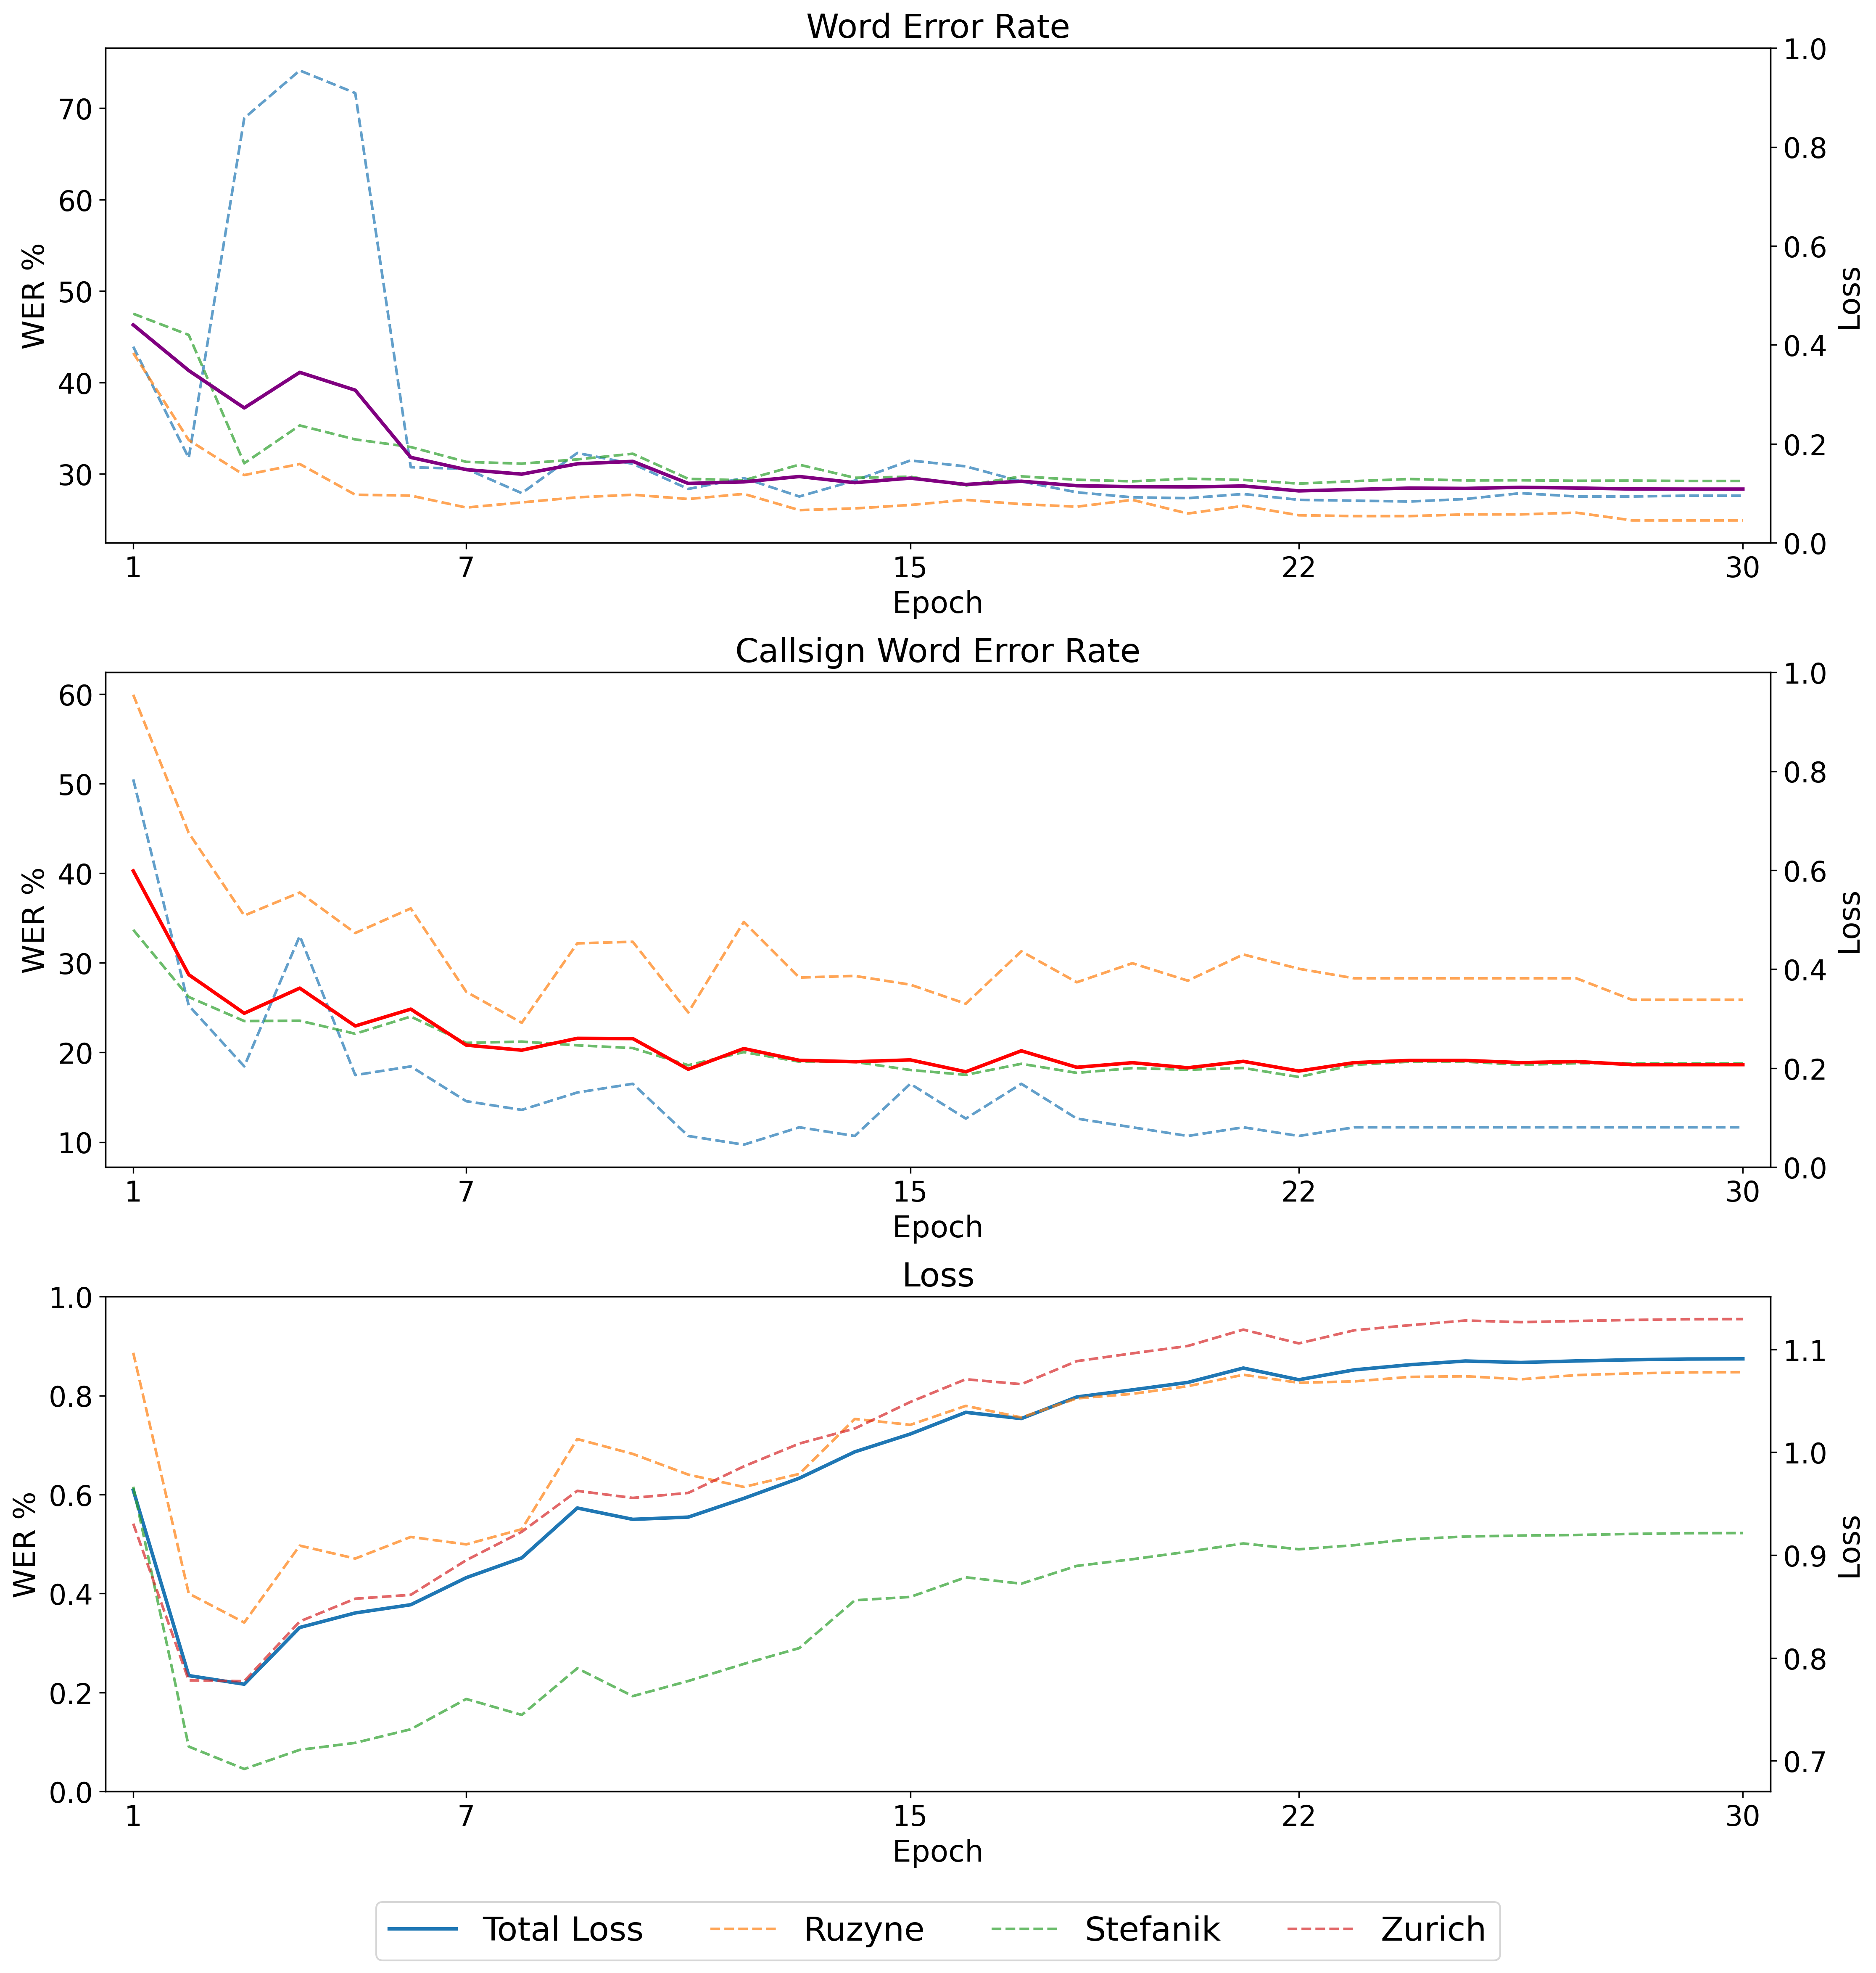 Word Error Rate
70
60
50
40
30
WER %
1.0
0.8
0.6
0.4
0.2
0.0
Loss
1 7 15 22 30
Epoch
Callsign Word Error Rate
60
50
40
30
20
10
WER %
1.0
0.8
0.6
0.4
0.2
0.0
Loss
1 7 15 22 30
Epoch
Loss
1.0
0.8
0.6
0.4
0.2
0.0
WER %
1.1
1.0
0.9
0.8
0.7
Loss
1 7 15 22 30
Epoch
Total Loss Ruzyne Stefanik Zurich